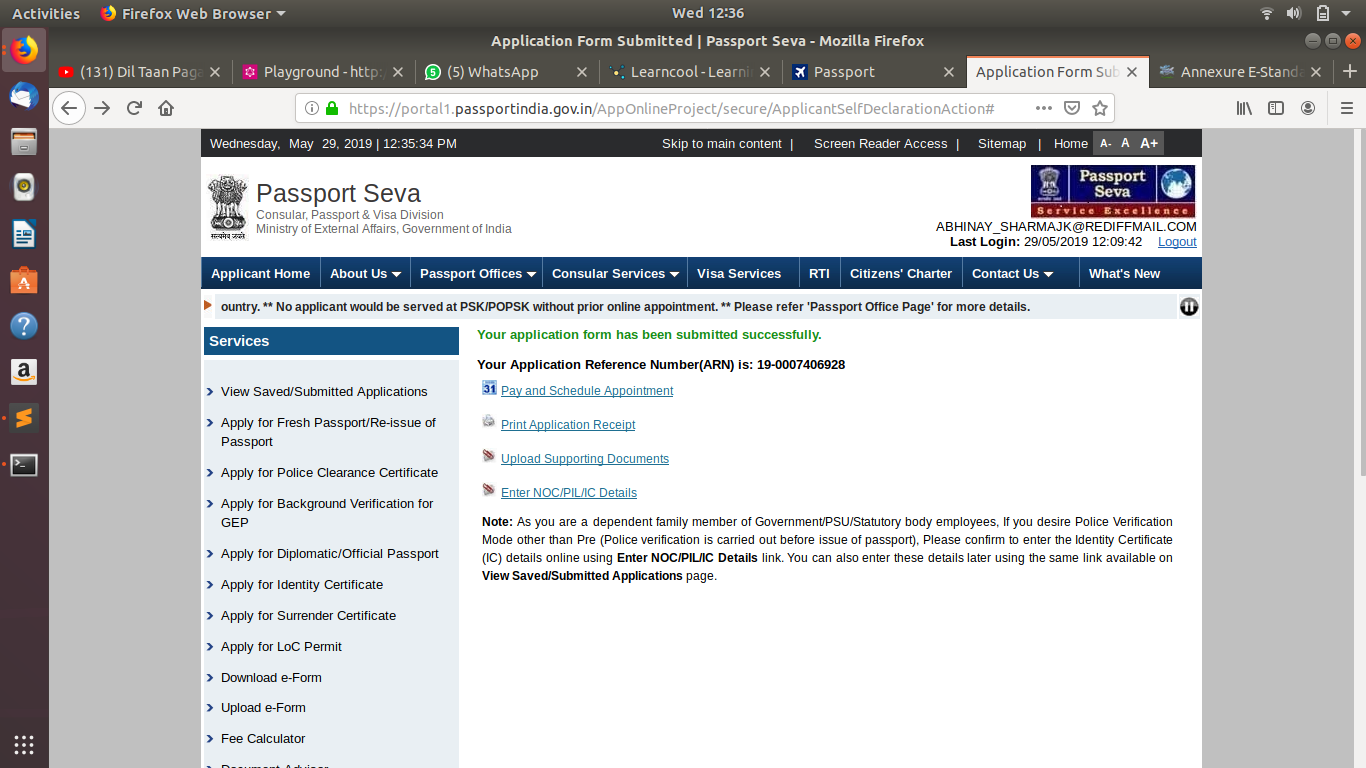 Activities Firefox Web Browser Wed 12:36
Application Form Submitted | Passport Seva - Mozilla Firefox
(131) Dil Taan Paga Playground - http: (5) WhatsApp Learncool - Learni Passport Application Form Sub Annexure E-Standa
https://portal1.passportindia.gov.in/AppOnlineProject/secure/ApplicantSelfDeclarationAction#
Wednesday, May 29, 2019 | 12:35:34 PM Skip to main content | Screen Reader Access | Sitemap | Home A- A A+
Passport Seva
Consular, Passport & Visa Division
Ministry of External Affairs, Government of India
सत्यमेव जयते
Passport
Seva
Service Excellence
ABHINAY_SHARMAJK@REDIFFMAIL.COM
Last Login: 29/05/2019 12:09:42 Logout
Applicant Home About Us Passport Offices Consular Services Visa Services RTI Citizens' Charter Contact Us What's New
ountry. ** No applicant would be served at PSK/POPSK without prior online appointment. ** Please refer 'Passport Office Page' for more details.
Services
View Saved/Submitted Applications
Apply for Fresh Passport/Re-issue of
Passport
Apply for Police Clearance Certificate
Apply for Background Verification for
GEP
Apply for Diplomatic/Official Passport
Apply for Identity Certificate
Apply for Surrender Certificate
Apply for LoC Permit
Download e-Form
Upload e-Form
Fee Calculator
Document Advisor
Your application form has been submitted successfully.
Your Application Reference Number(ARN) is: 19-0007406928
31 Pay and Schedule Appointment
Print Application Receipt
Upload Supporting Documents
Enter NOC/PIL/IC Details
Note: As you are a dependent family member of Government/PSU/Statutory body employees, If you desire Police Verification
Mode other than Pre (Police verification is carried out before issue of passport), Please confirm to enter the Identity Certificate
(IC) details online using Enter NOC/PIL/IC Details link. You can also enter these details later using the same link available on
View Saved/Submitted Applications page.